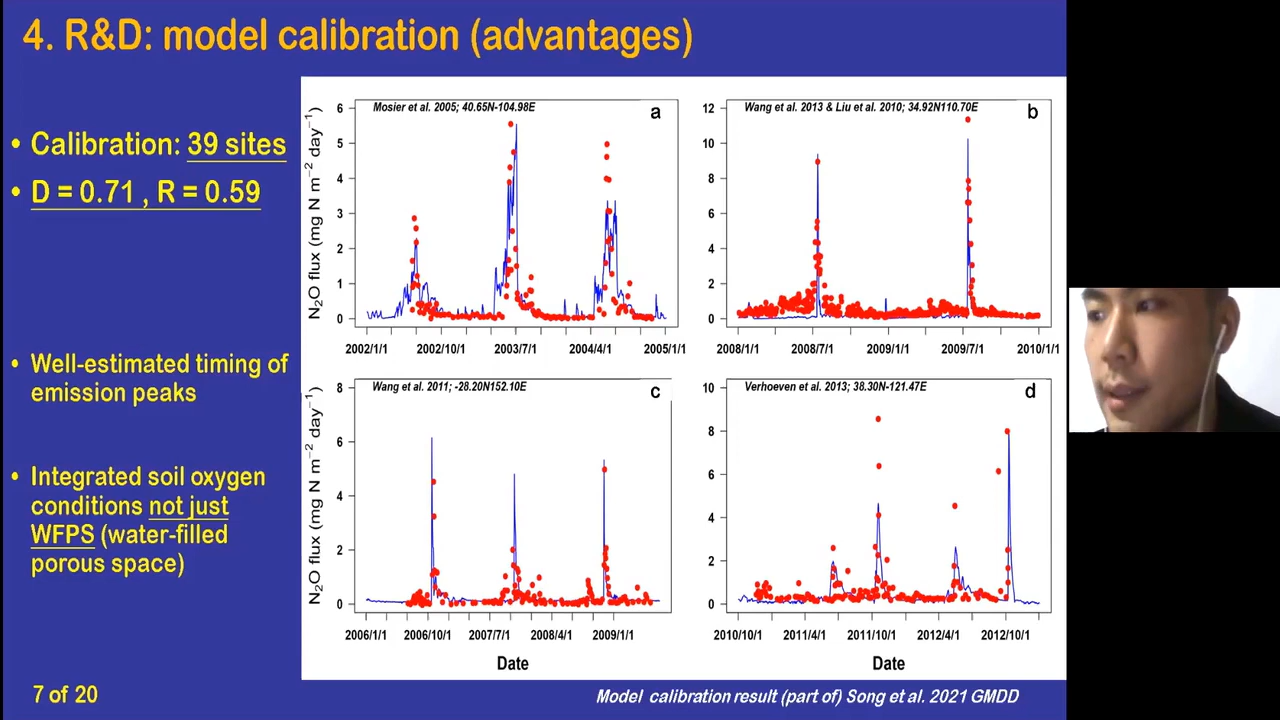 4. R&D: model calibration (advantages)
• Calibration: 39 sites
• D = 0.71 , R = 0.59
• Well-estimated timing of
emission peaks
• Integrated soil oxygen
conditions not just
WFPS (water-filled
porous space)
7 of 20
Mosier et al. 2005; 40.65N-104.98E
a
N₂O flux (mg N m⁻² day⁻¹)
6
5
4
3
2
1
0
2002/1/1 2002/10/1 2003/7/1 2004/4/1 2005/1/1
Wang et al. 2013 & Liu et al. 2010; 34.92N110.70E
b
12
10
8
6
4
2
0
2008/1/1 2008/7/1 2009/1/1 2009/7/1 2010/1/1
Wang et al. 2011; -28.20N152.10E
c
N₂O flux (mg N m⁻² day⁻¹)
8
6
4
2
0
2006/1/1 2006/10/1 2007/7/1 2008/4/1 2009/1/1
Date
Verhoeven et al. 2013; 38.30N-121.47E
d
10
8
6
4
2
0
2010/10/1 2011/4/1 2011/10/1 2012/4/1 2012/10/1
Date
Model calibration result (part of) Song et al. 2021 GMDD